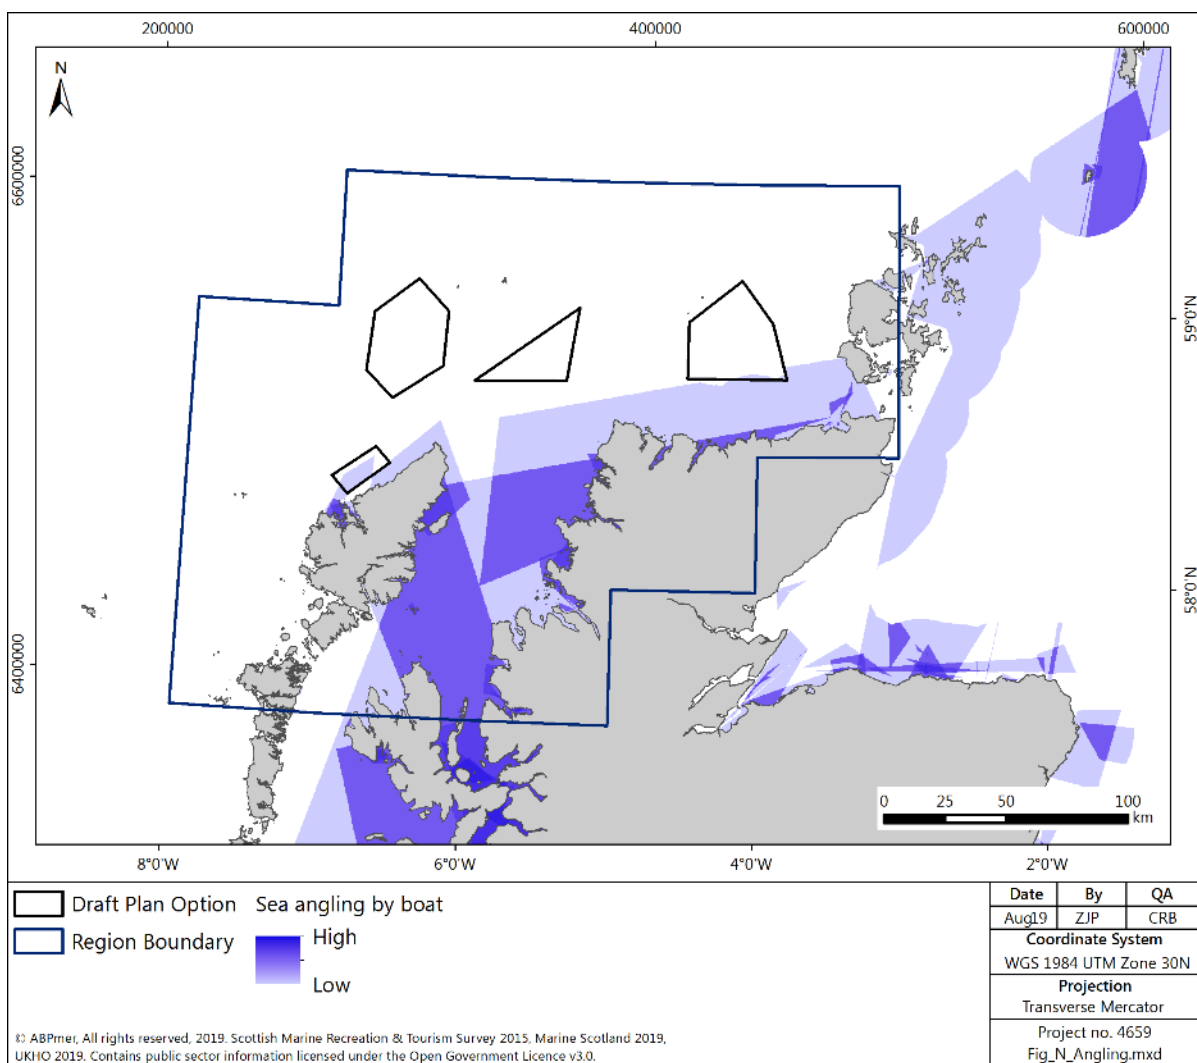 200000 400000 600000
N
6600000
59°0'N
58°0'N
6400000
0 25 50 100
km
8°0'W 6°0'W 4°0'W 2°0'W
Draft Plan Option
Region Boundary
Sea angling by boat
High
Low
Date By QA
Aug19 ZJP CRB
Coordinate System
WGS 1984 UTM Zone 30N
Projection
Transverse Mercator
Project no. 4659
Fig_N_Angling.mxd
© ABPmer, All rights reserved, 2019. Scottish Marine Recreation & Tourism Survey 2015, Marine Scotland 2019,
UKHO 2019. Contains public sector information licensed under the Open Government Licence v3.0.